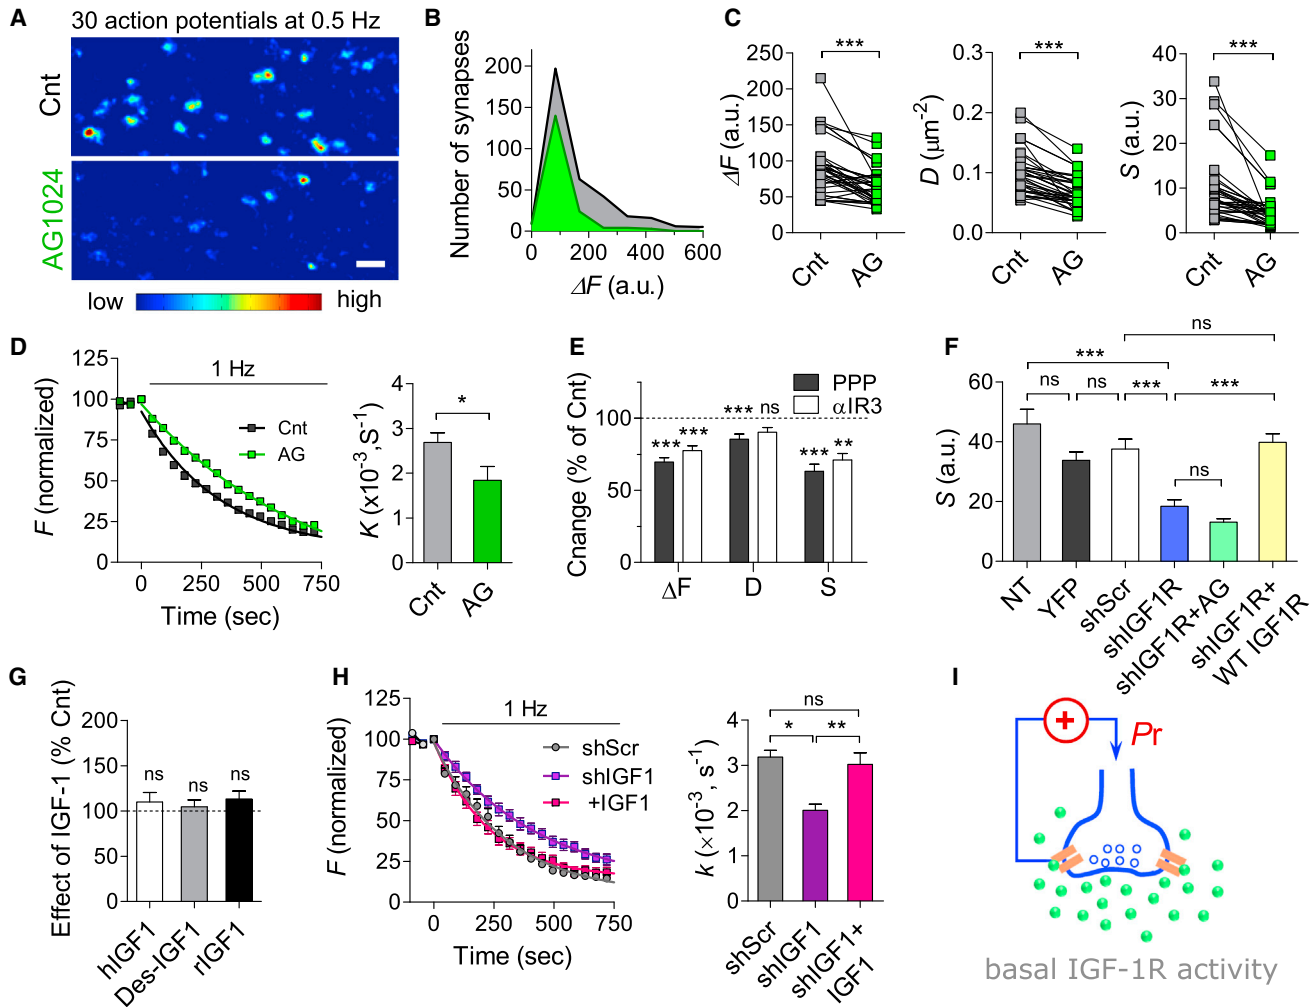 A
30 action potentials at 0.5 Hz
Cnt
AG1024
low
high
B
Number of synapses
200
150
100
50
0
0
200
400
600
ΔF (a.u.)
C
***
ΔF (a.u.)
250
200
150
100
50
0
Cnt
AG
***
D (μm⁻²)
0.3
0.2
0.1
0.0
Cnt
AG
***
S (a.u.)
40
30
20
10
0
Cnt
AG
D
F (normalized)
125
100
75
50
25
0
1 Hz
Cnt
AG
0
250
500
750
Time (sec)
K (x10⁻³,S⁻¹)
4
3
2
1
0
*
Cnt
AG
E
Change (% of Cnt)
100
50
0
PPP
αIR3
*** ***
*** ns
*** **
ΔF
D
S
F
S (a.u.)
60
40
20
0
ns
***
ns
ns
***
***
ns
NT
YFP
shScr
shIGF1R
shIGF1R+AG
shIGF1R+
WT IGF1R
G
Effect of IGF-1 (% Cnt)
200
150
100
50
0
ns
ns
ns
hIGF1
Des-IGF1
rIGF1
H
F (normalized)
125
100
75
50
25
0
1 Hz
shScr
shIGF1
+IGF1
0
250
500
750
Time (sec)
k (×10⁻³, s⁻¹)
4
3
2
1
0
ns
*
**
shScr
shIGF1
shIGF1+
IGF1
I
+
Pr
basal IGF-1R activity